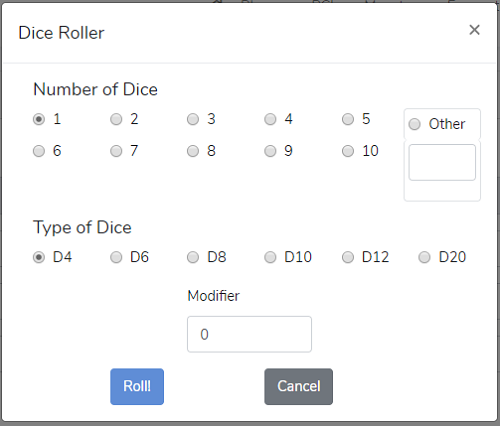 Dice Roller ×
Number of Dice
1 2 3 4 5 Other
6 7 8 9 10
Type of Dice
D4 D6 D8 D10 D12 D20
Modifier
0
Roll! Cancel